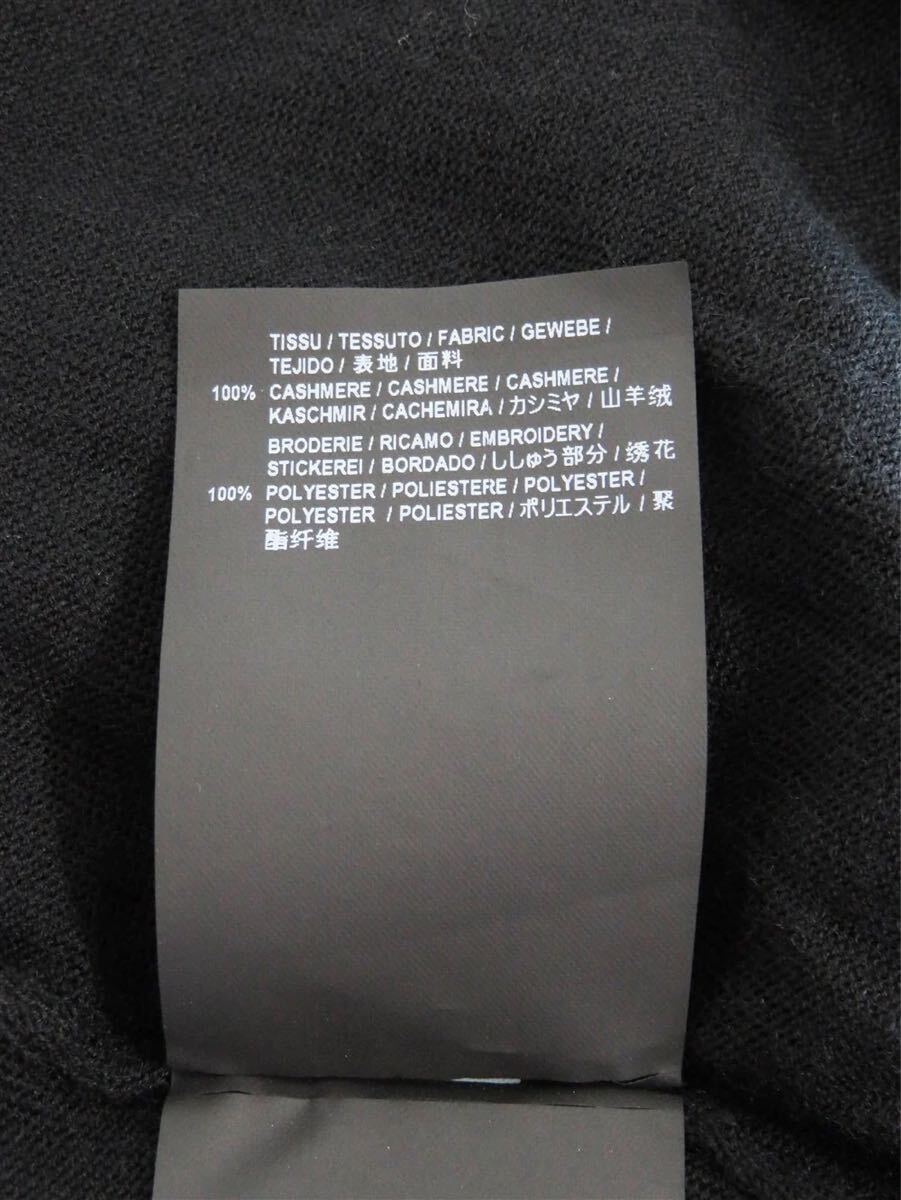 TISSU / TESSUTO / FABRIC / GEWEBE /
TEJIDO / 表地 / 面料
100% CASHMERE / CASHMERE / CASHMERE /
KASCHMIR / CACHEMIRA / カシミヤ / 山羊绒
BRODERIE / RICAMO / EMBROIDERY /
STICKEREI / BORDADO / ししゅう部分 / 绣花
100% POLYESTER / POLIESTERE / POLYESTER /
POLYESTER / POLIESTER / ポリエステル / 聚
酯纤维